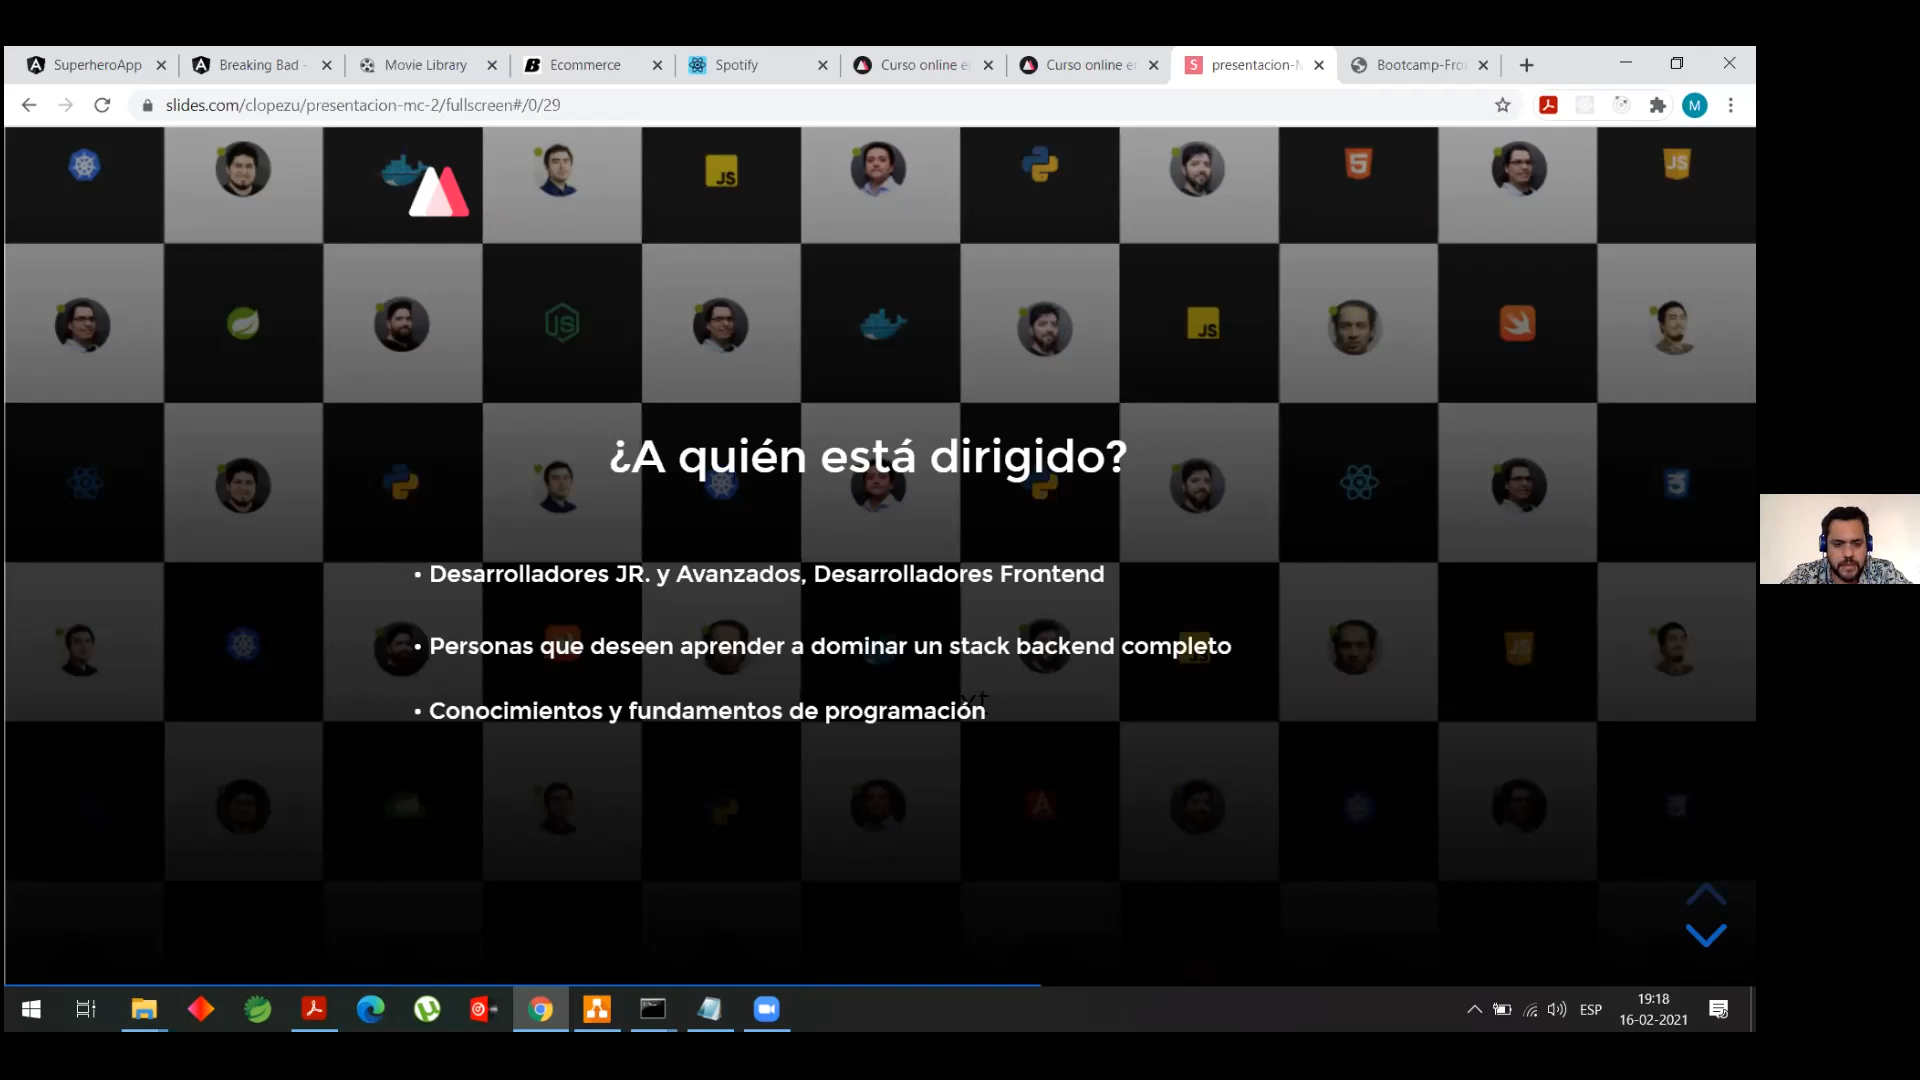 SuperheroApp
Breaking Bad -
Movie Library
Ecommerce
Spotify
Curso online e
Curso online e
presentacion-
Bootcamp-Fro
slides.com/clopezu/presentacion-mc-2/fullscreen#/0/29
M
¿A quién está dirigido?
• Desarrolladores JR. y Avanzados, Desarrolladores Frontend
• Personas que deseen aprender a dominar un stack backend completo
• Conocimientos y fundamentos de programación
ESP
19:18
16-02-2021